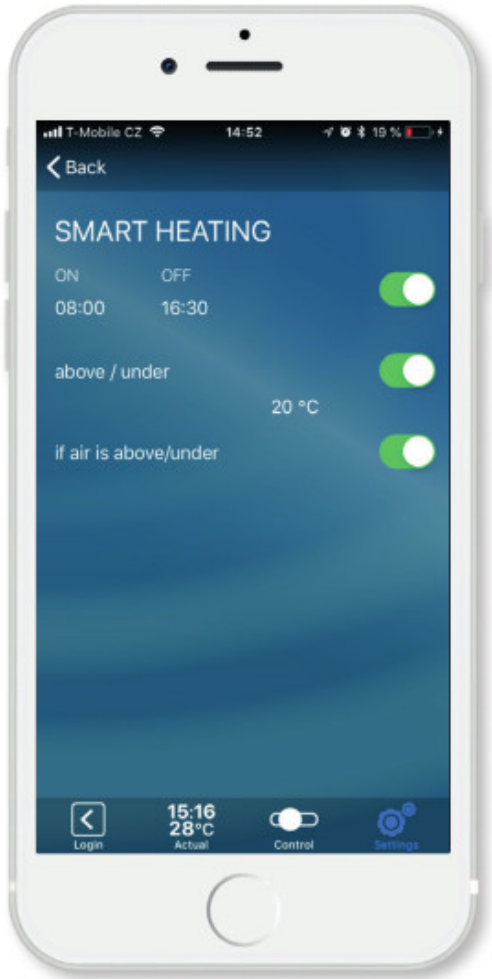 T-Mobile CZ 14:52 19 %
Back
SMART HEATING
ON OFF
08:00 16:30
above / under
20 °C
if air is above/under
15:16
28°C
Login Actual Control Settings